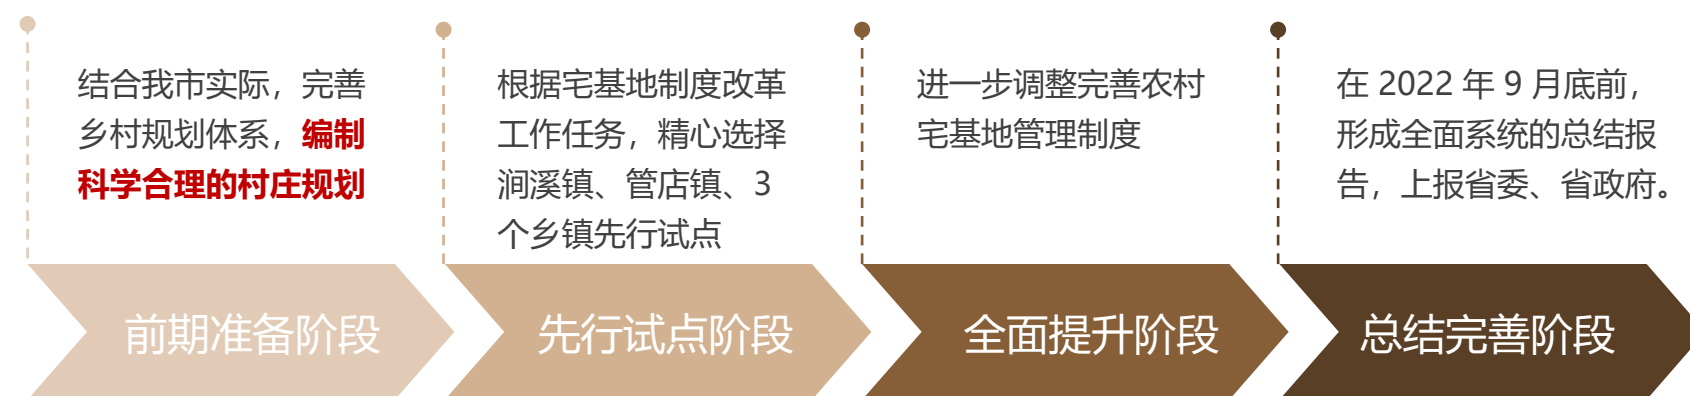 结合我市实际，完善
乡村规划体系，编制
科学合理的村庄规划
根据宅基地制度改革
工作任务，精心选择
涧溪镇、管店镇、3
个乡镇先行试点
进一步调整完善农村
宅基地管理制度
在 2022 年 9 月底前，
形成全面系统的总结报
告，上报省委、省政府。
前期准备阶段
先行试点阶段
全面提升阶段
总结完善阶段